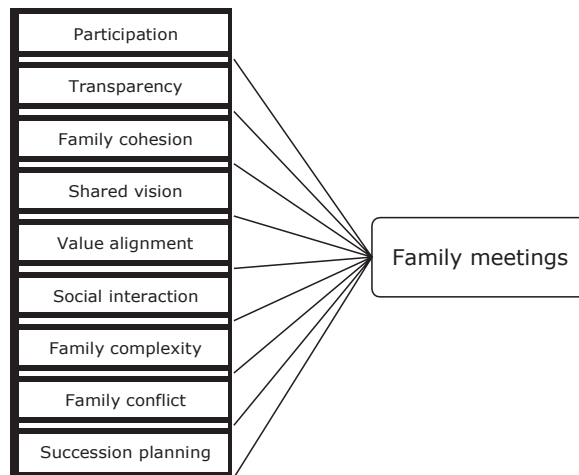 Participation
Transparency
Family cohesion
Shared vision
Value alignment
Social interaction
Family complexity
Family conflict
Succession planning
Family meetings